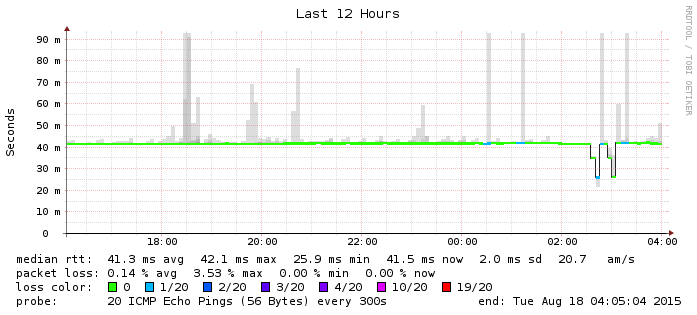 Last 12 Hours
RRDTOOL / TOBI OETIKER
Seconds
90 m
80 m
70 m
60 m
50 m
40 m
30 m
20 m
10 m
0
18:00 20:00 22:00 00:00 02:00 04:00
median rtt: 41.3 ms avg 42.1 ms max 25.9 ms min 41.5 ms now 2.0 ms sd 20.7 am/s
packet loss: 0.14 % avg 3.53 % max 0.00 % min 0.00 % now
loss color: 0 1/20 2/20 3/20 4/20 10/20 19/20
probe: 20 ICMP Echo Pings (56 Bytes) every 300s end: Tue Aug 18 04:05:04 2015